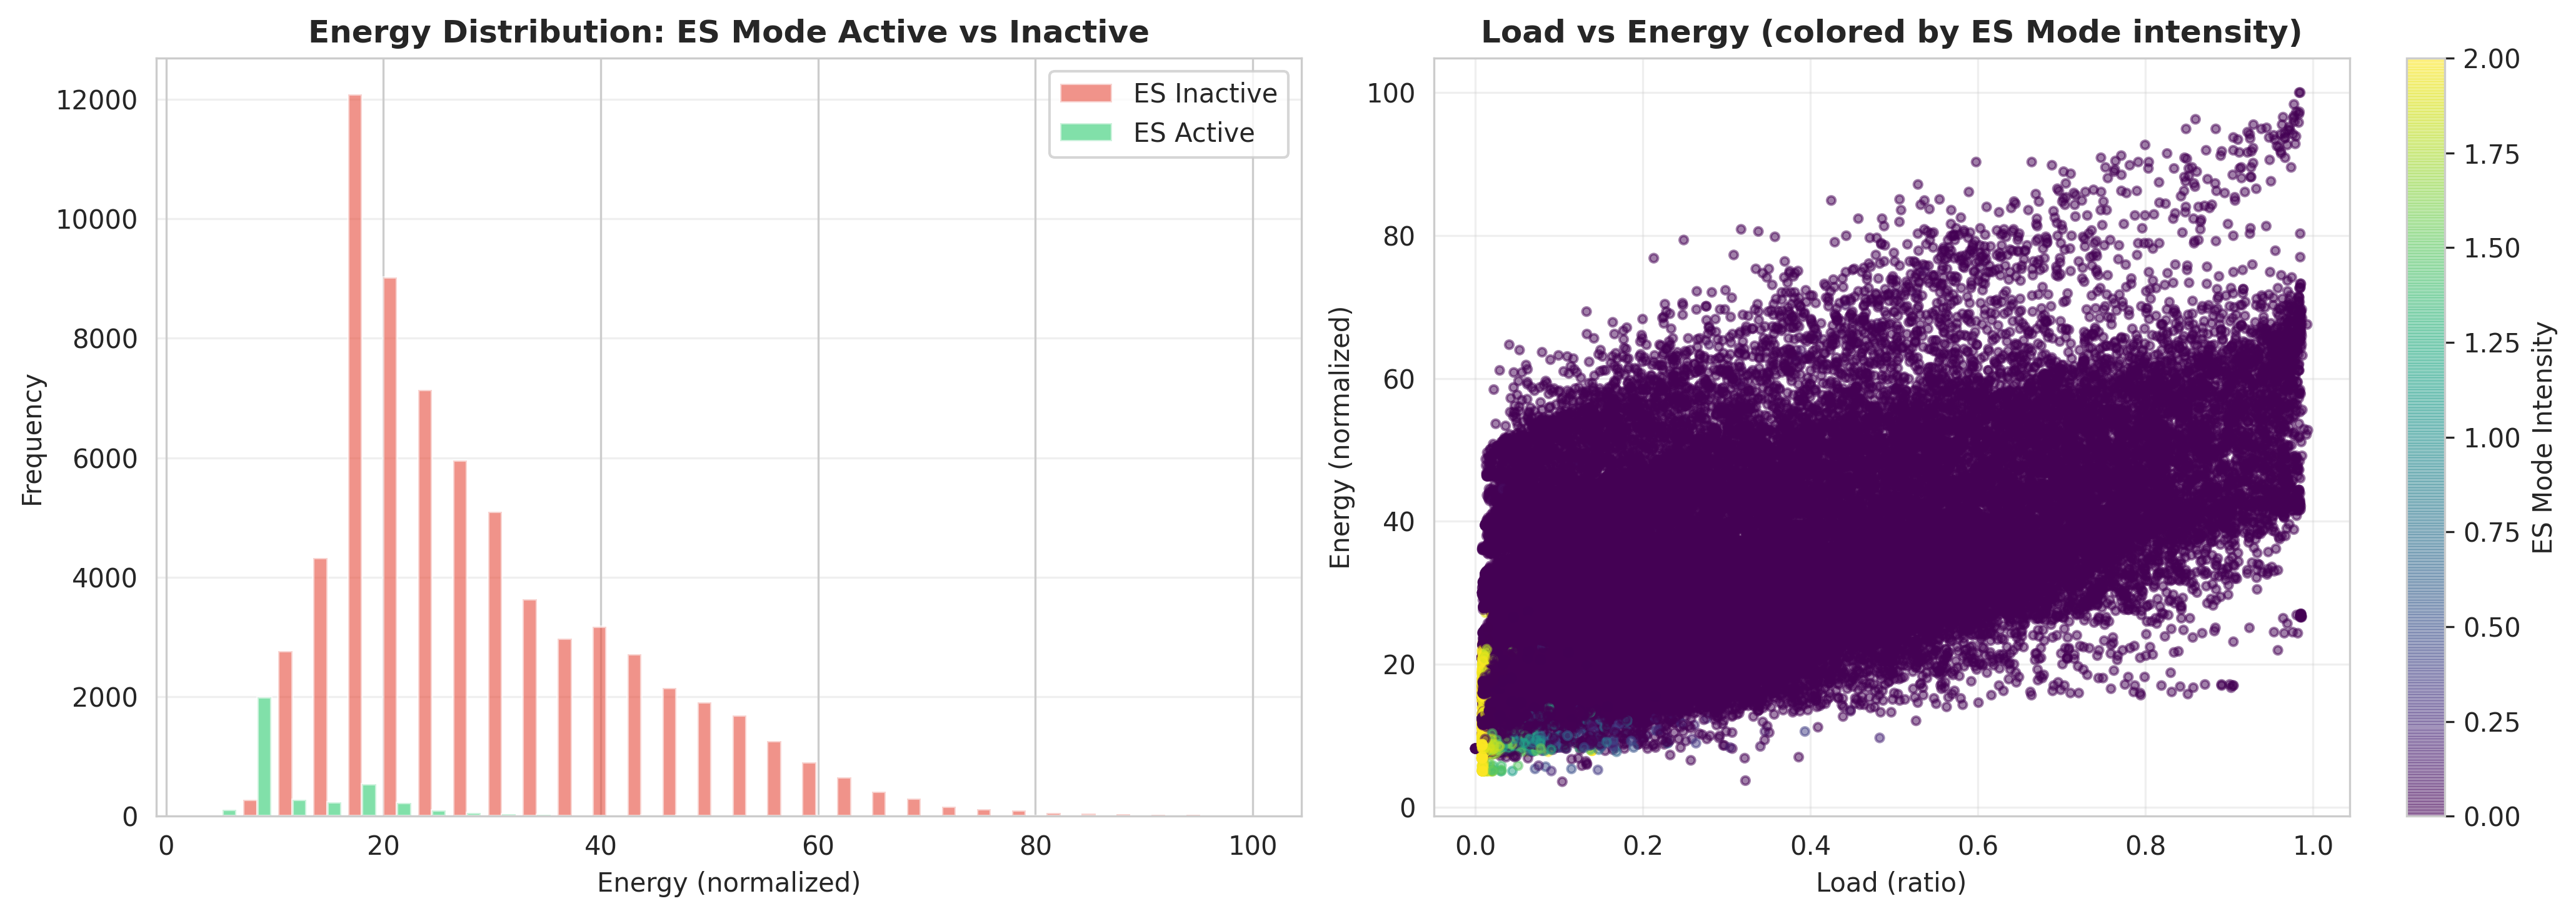 Energy Distribution: ES Mode Active vs Inactive
ES Inactive
ES Active
Frequency
12000
10000
8000
6000
4000
2000
0
0 20 40 60 80 100
Energy (normalized)
Load vs Energy (colored by ES Mode intensity)
Energy (normalized)
100
80
60
40
20
0
0.0 0.2 0.4 0.6 0.8 1.0
Load (ratio)
2.00
1.75
1.50
1.25
1.00
0.75
0.50
0.25
0.00
ES Mode Intensity